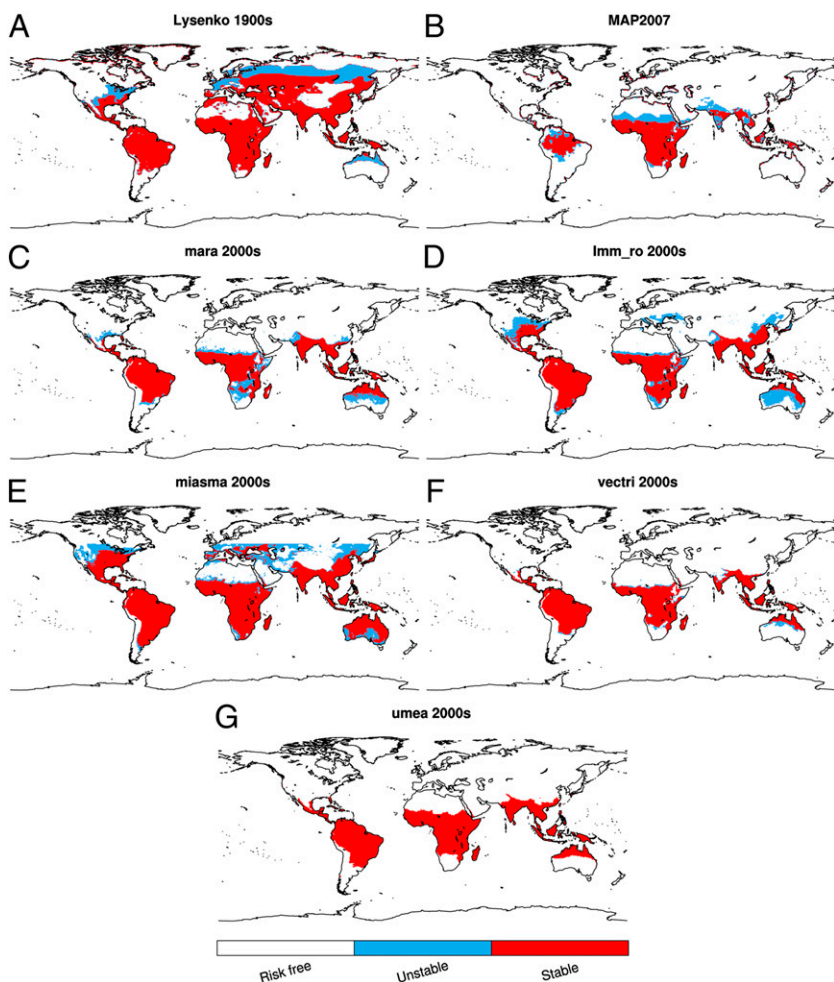 A
Lysenko 1900s
B
MAP2007
C
mara 2000s
D
lmm_ro 2000s
E
miasma 2000s
F
vectri 2000s
G
umea 2000s
Risk free
Unstable
Stable